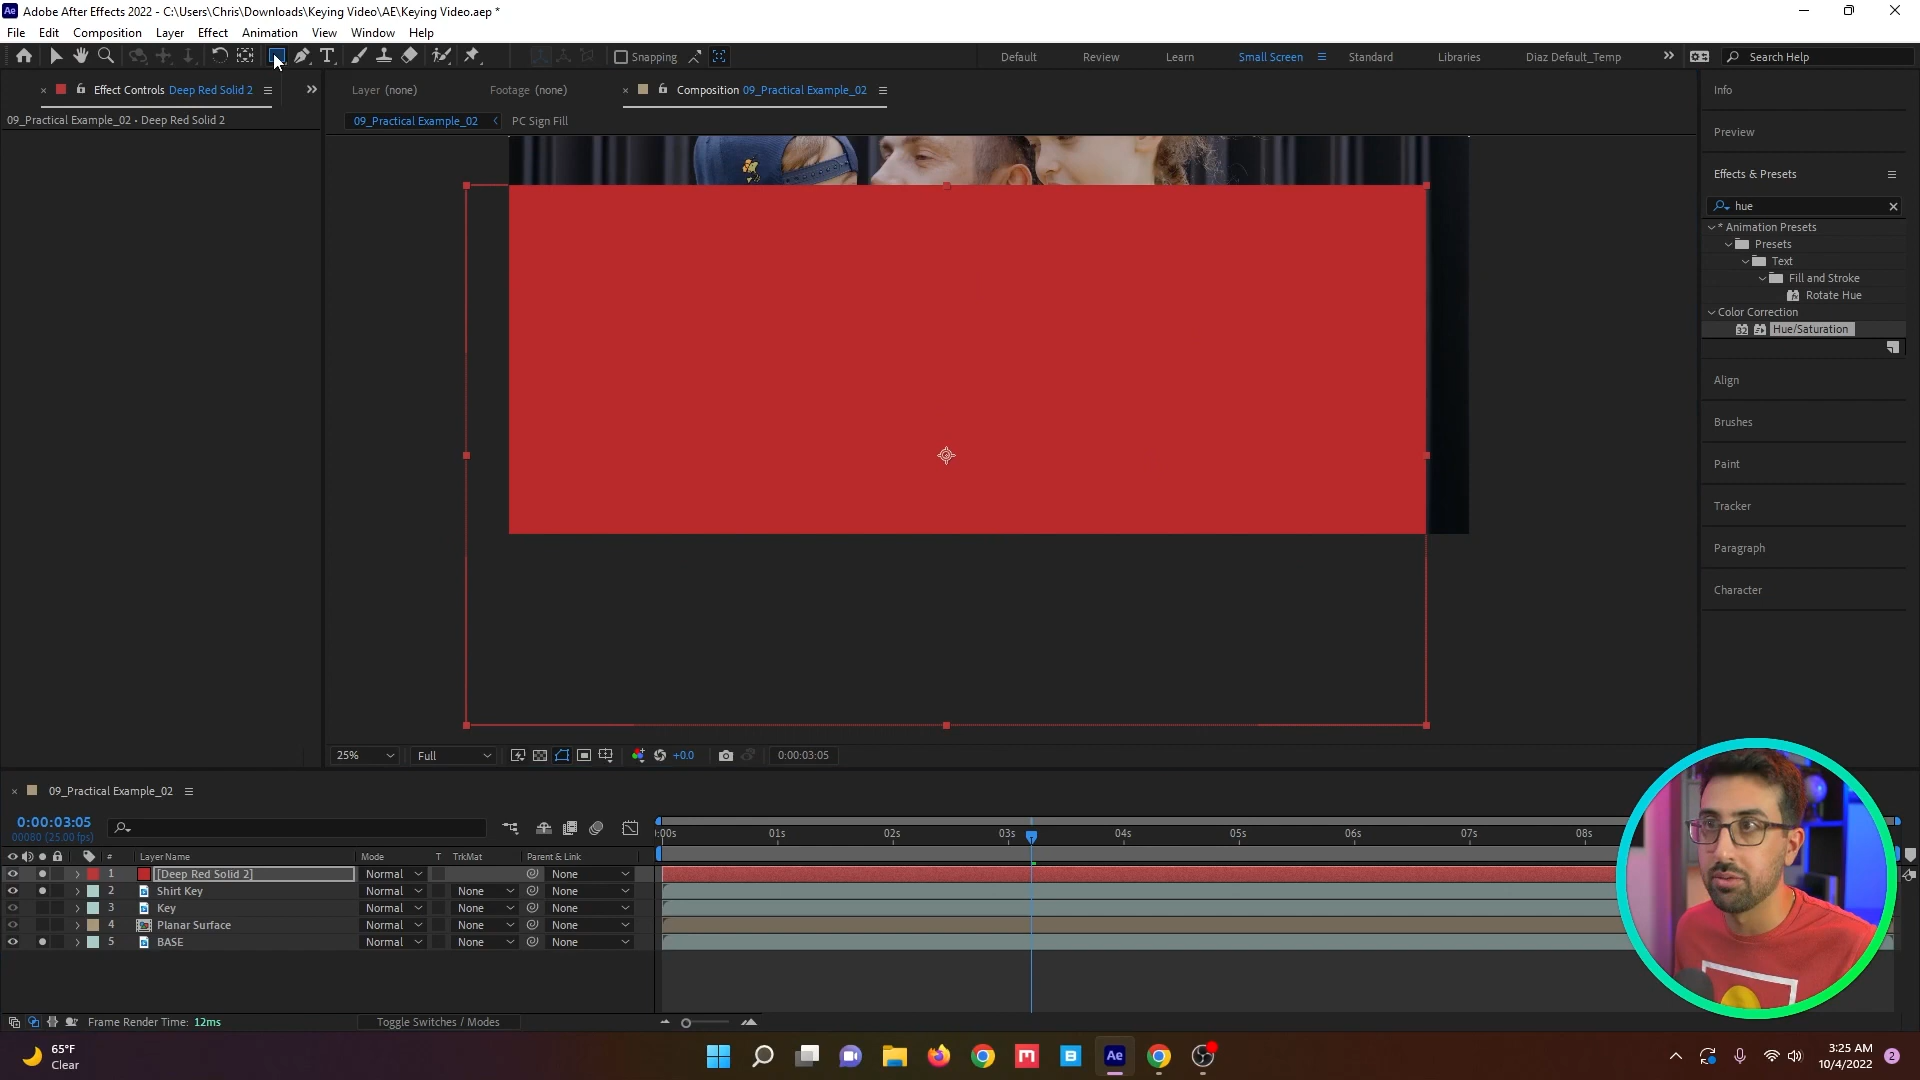 Adobe After Effects 2022 - C:\Users\Chris\Downloads\Keying Video\AE\Keying Video.aep *
File Edit Composition Layer Effect Animation View Window Help
Snapping Default Review Learn Small Screen Standard Libraries Diaz Default_Temp Search Help
Effect Controls Deep Red Solid 2 Layer (none) Footage (none) Composition 09_Practical Example_02 Info
09_Practical Example_02 • Deep Red Solid 2 09_Practical Example_02 PC Sign Fill
Preview
Effects & Presets
hue
* Animation Presets
Presets
Text
Fill and Stroke
Rotate Hue
Color Correction
32 Hue/Saturation
Align
Brushes
Paint
Tracker
Paragraph
Character
25% Full +0.0 0:00:03:05
09_Practical Example_02
0:00:03:05
00080 (25.00 fps)
:00s 01s 02s 03s 04s 05s 06s 07s 08s
# Layer Name Mode T TrkMat Parent & Link
1 [Deep Red Solid 2] Normal None
2 Shirt Key Normal None None
3 Key Normal None None
4 Planar Surface Normal None None
5 BASE Normal None None
Frame Render Time: 12ms Toggle Switches / Modes
65°F
Clear
Ae
3:25 AM
10/4/2022
2